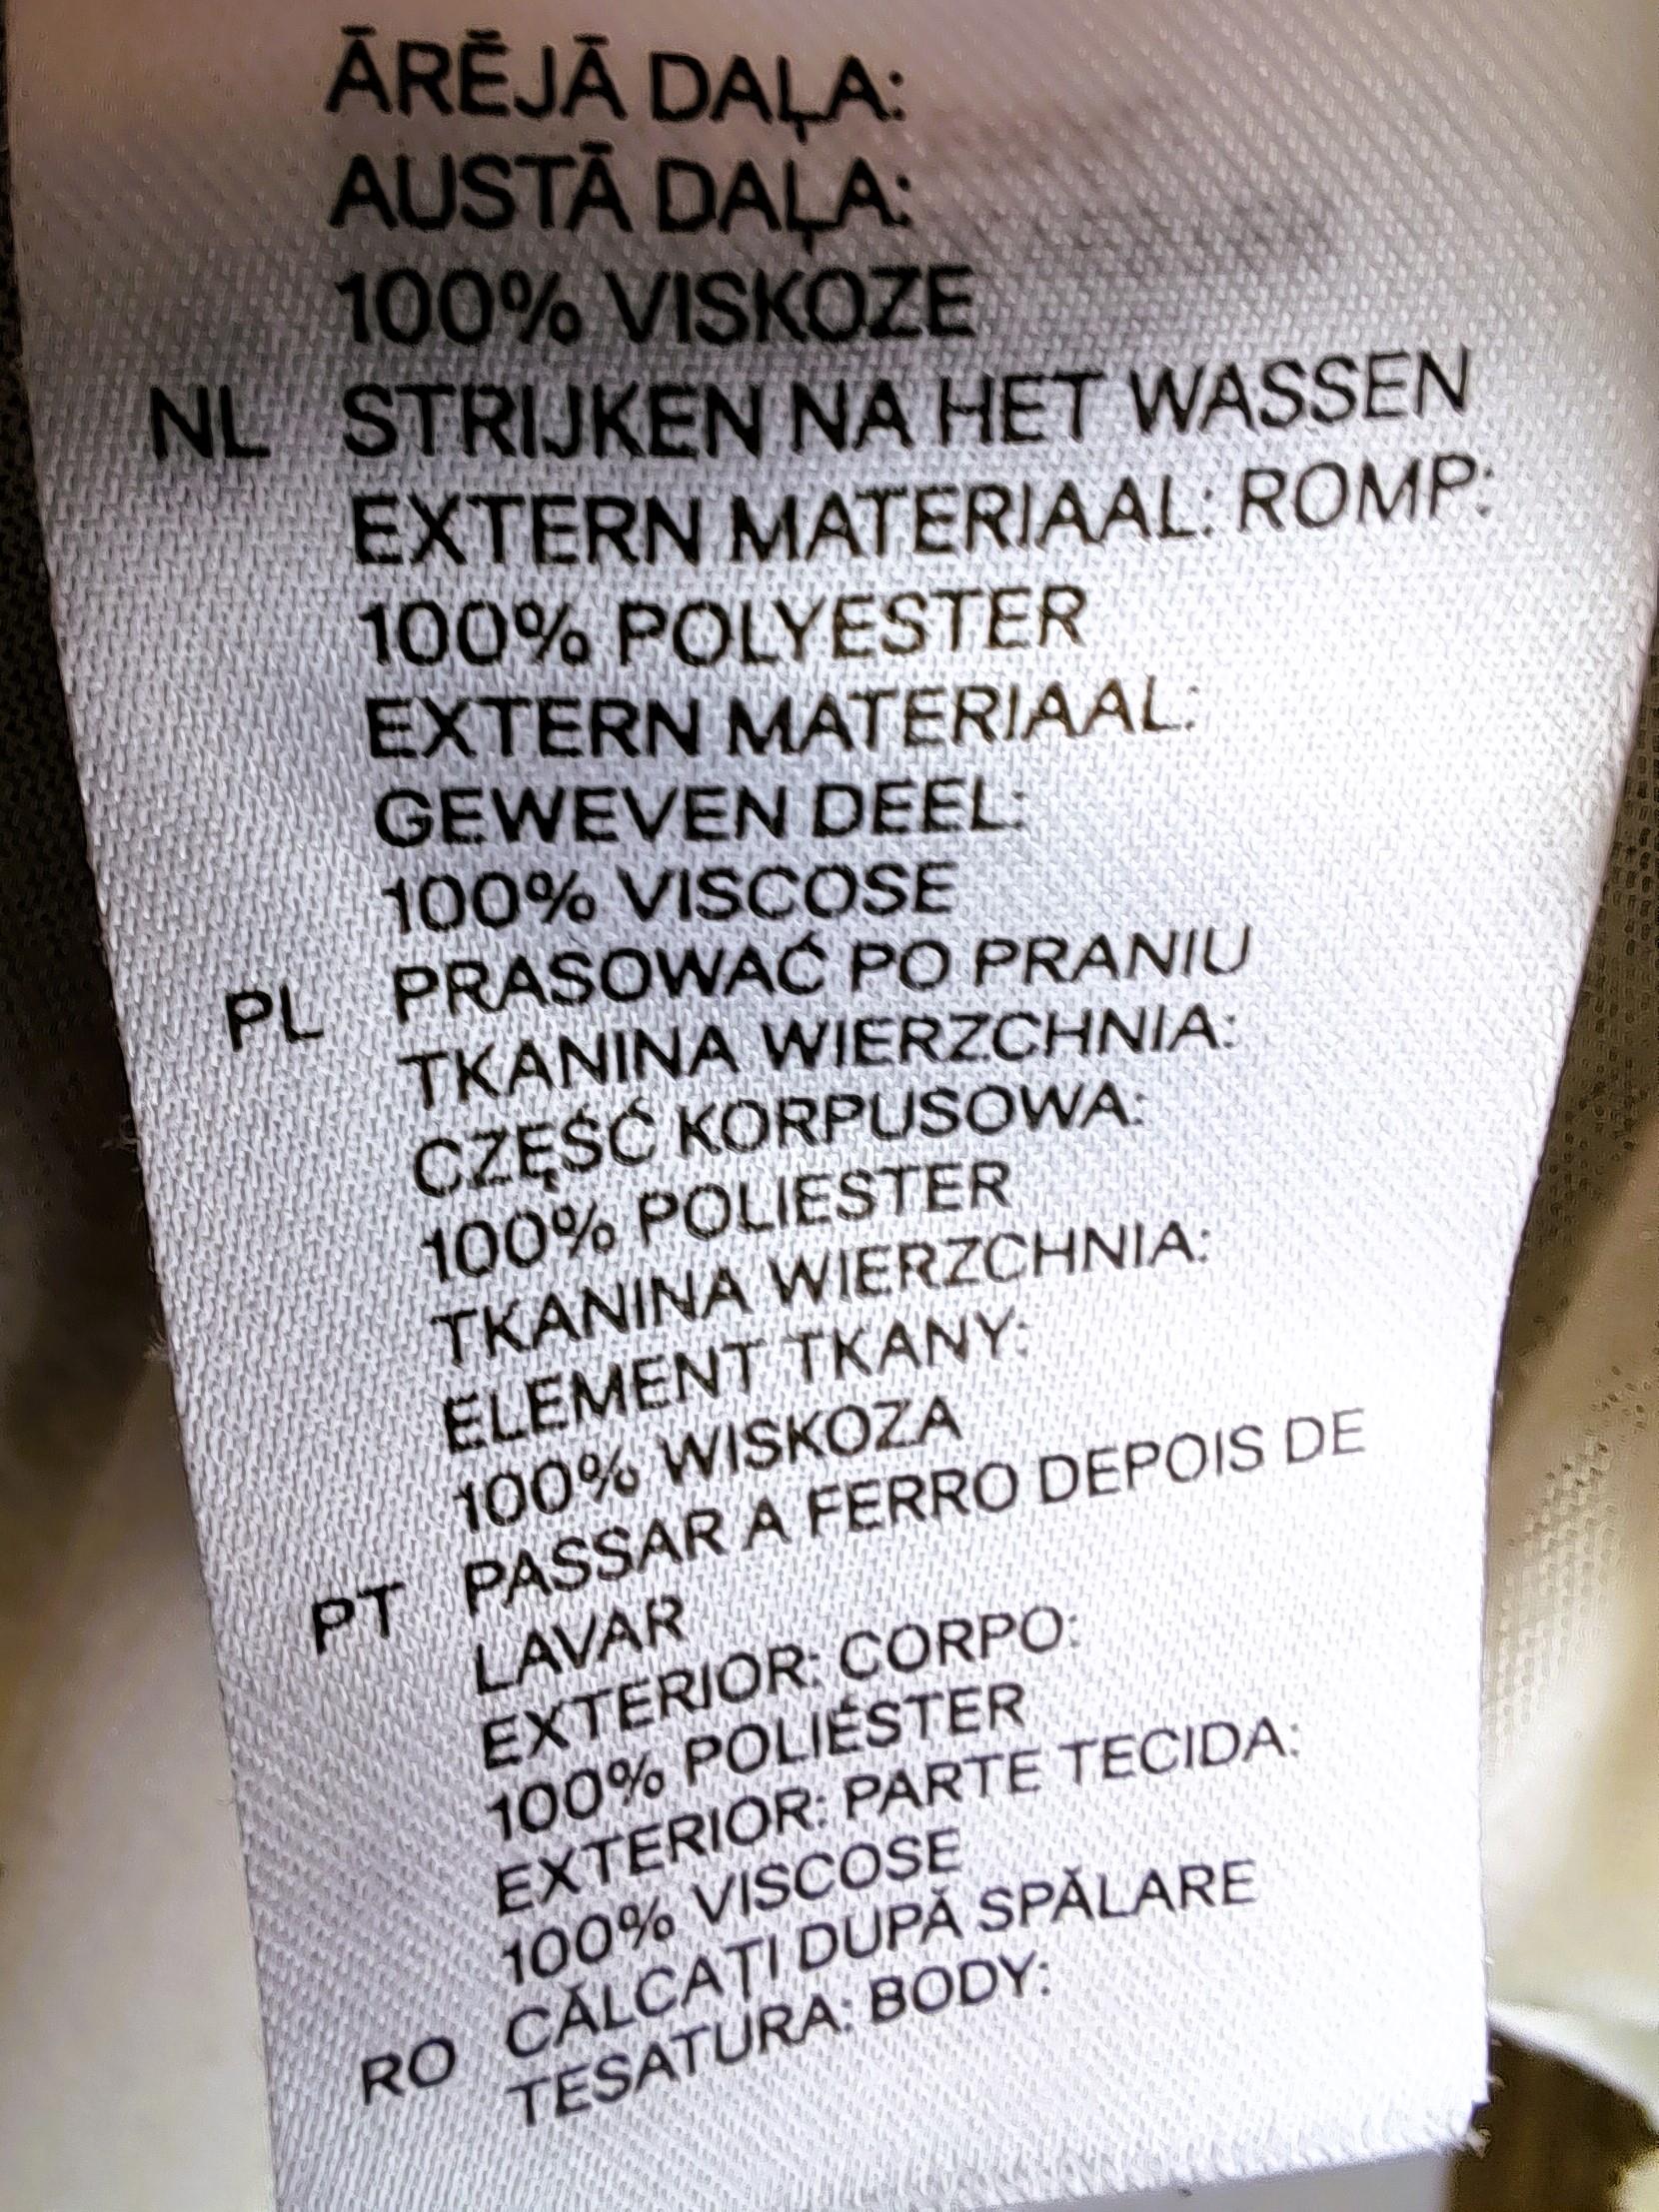 ĀRĒJĀ DAĻA:
AUSTĀ DAĻA:
100% VISKOZE
NL STRIJKEN NA HET WASSEN
EXTERN MATERIAAL: ROMP:
100% POLYESTER
EXTERN MATERIAAL:
GEWEVEN DEEL:
100% VISCOSE
PL PRASOWAĆ PO PRANIU
TKANINA WIERZCHNIA:
CZĘŚĆ KORPUSOWA:
100% POLIESTER
TKANINA WIERZCHNIA:
ELEMENT TKANY:
100% WISKOZA
PT PASSAR A FERRO DEPOIS DE
LAVAR
EXTERIOR: CORPO:
100% POLIÉSTER
EXTERIOR: PARTE TECIDA:
100% VISCOSE
RO CĂLCAȚI DUPĂ SPĂLARE
TESATURA: BODY: